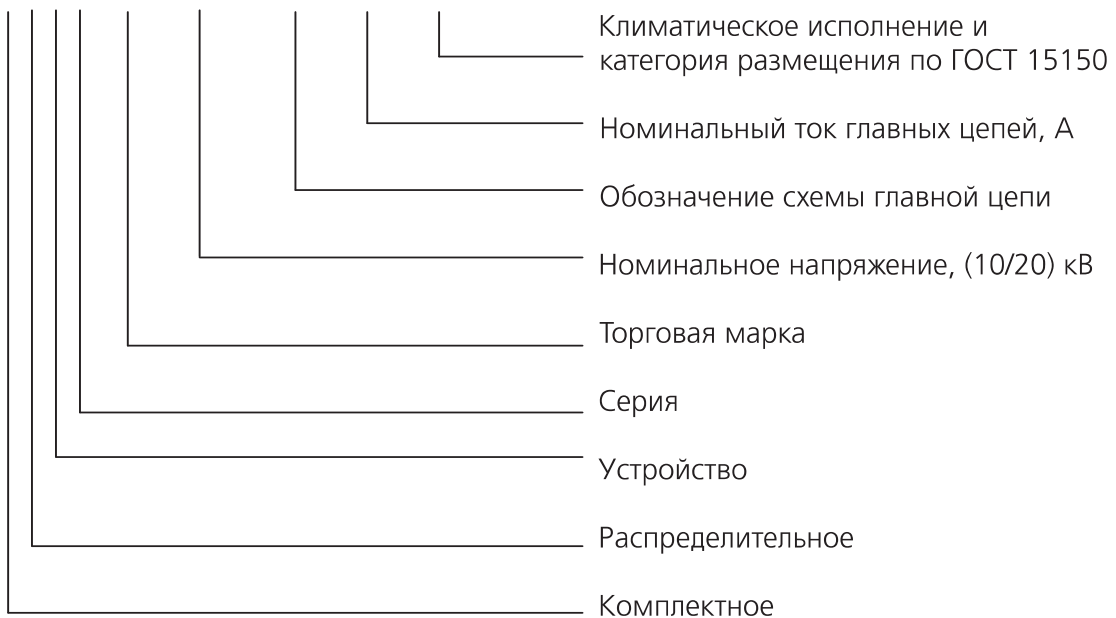 Климатическое исполнение и
категория размещения по ГОСТ 15150
Номинальный ток главных цепей, А
Обозначение схемы главной цепи
Номинальное напряжение, (10/20) кВ
Торговая марка
Серия
Устройство
Распределительное
Комплектное